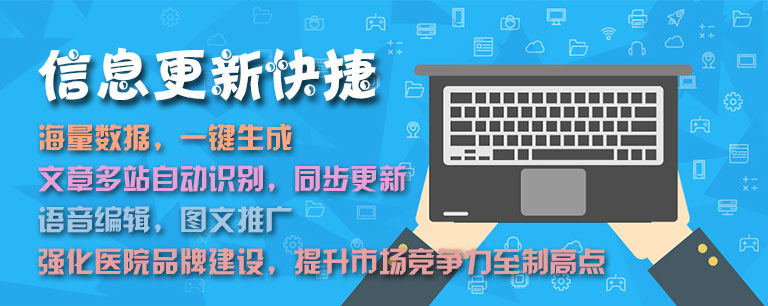 信息更新快捷
海量数据，一键生成
文章多站自动识别，同步更新
语音编辑，图文推广
强化医院品牌建设，提升市场竞争力至制高点